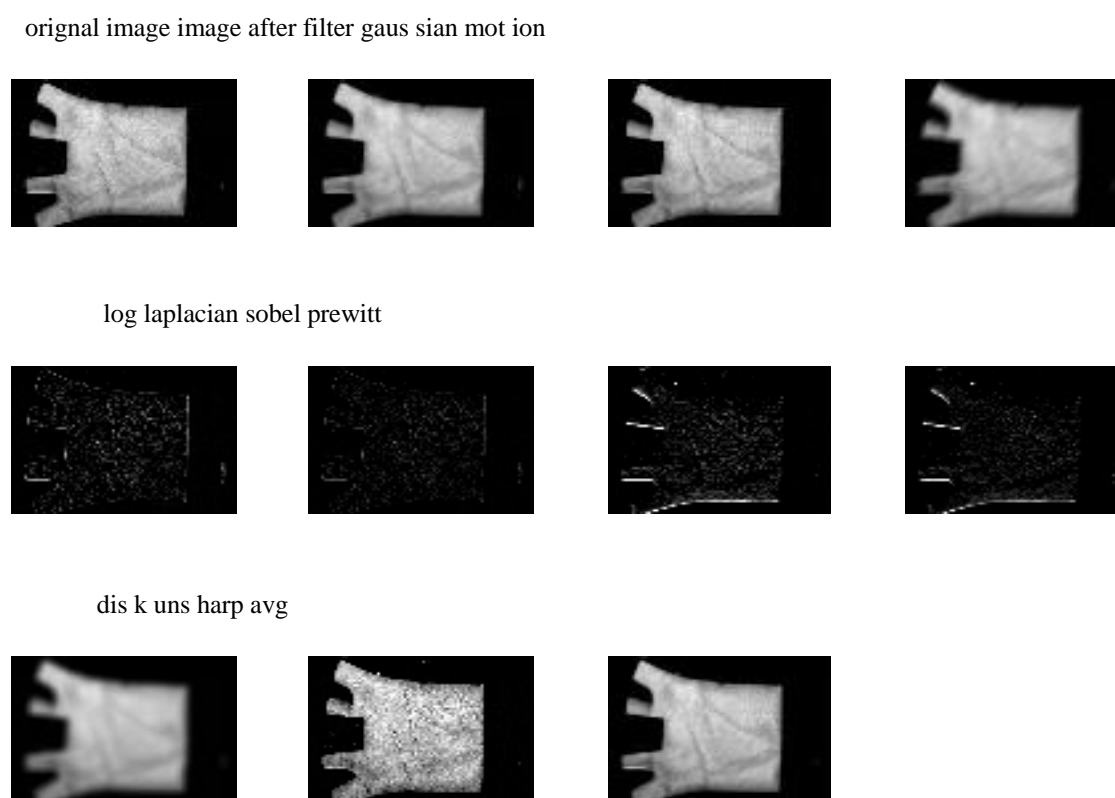 orignal image image after filter gaus sian mot ion
log laplacian sobel prewitt
dis k uns harp avg